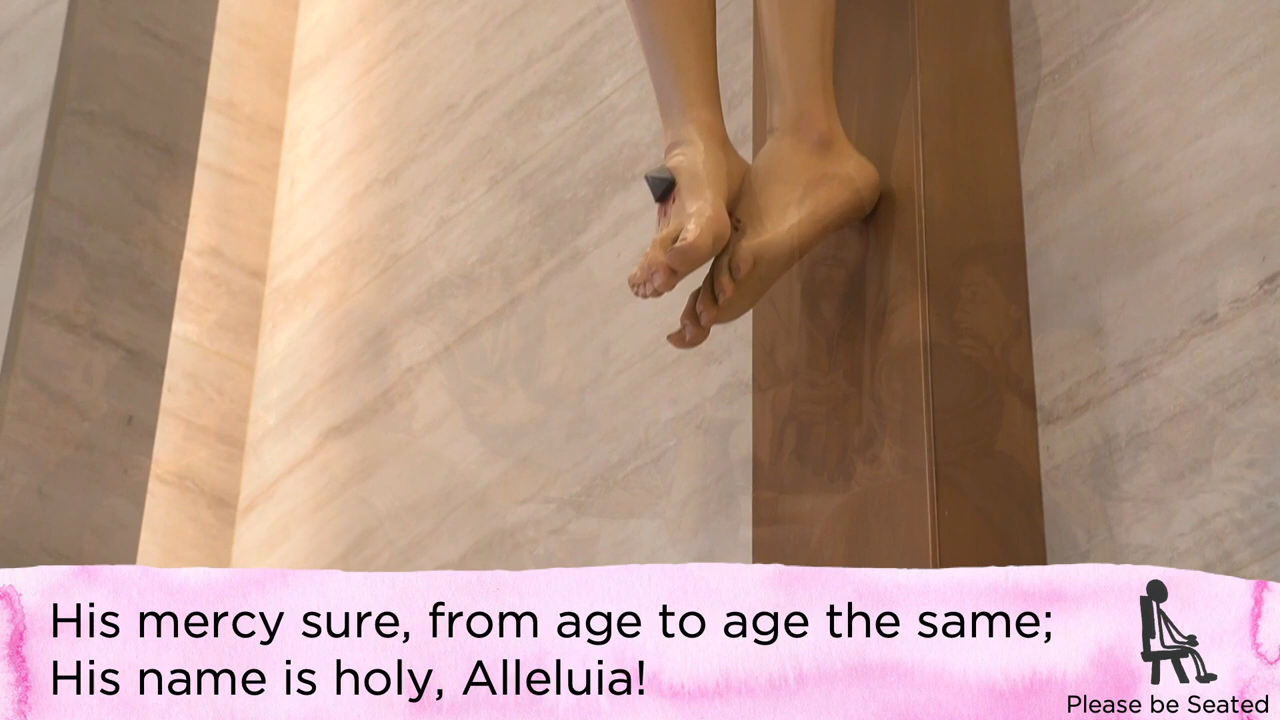 His mercy sure, from age to age the same;
His name is holy, Alleluia!
Please be Seated